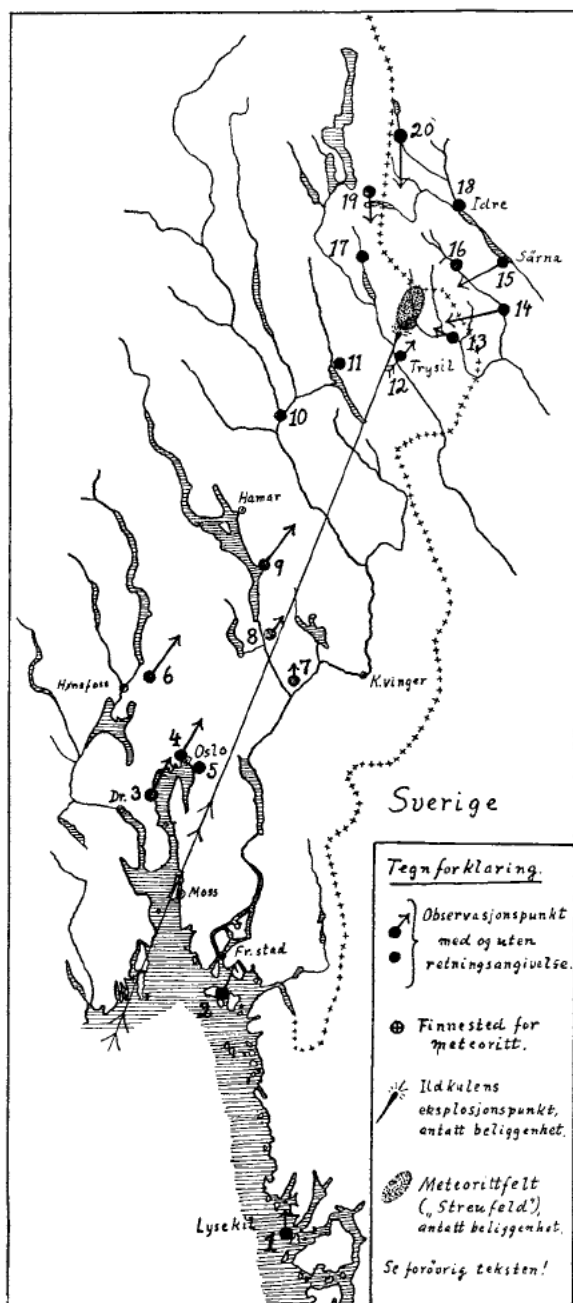 20
18
Idre
19
17
16
Särna
15
14
13
12
Trysil
11
10
Hamar
9
8
7
K.vinger
6
Hønefoss
4
Oslo
5
Dr. 3
Sverige
Moss
Fr.stad
2
Lysekil
1
Tegnforklaring.
Observasjonspunkt
med og uten
retningsangivelse.
Finnested for
meteoritt.
Ildkulens
eksplosjonspunkt,
antatt beliggenhet.
Meteorittfelt
("Streufeld"),
antatt beliggenhet.
Se forøvrig teksten!